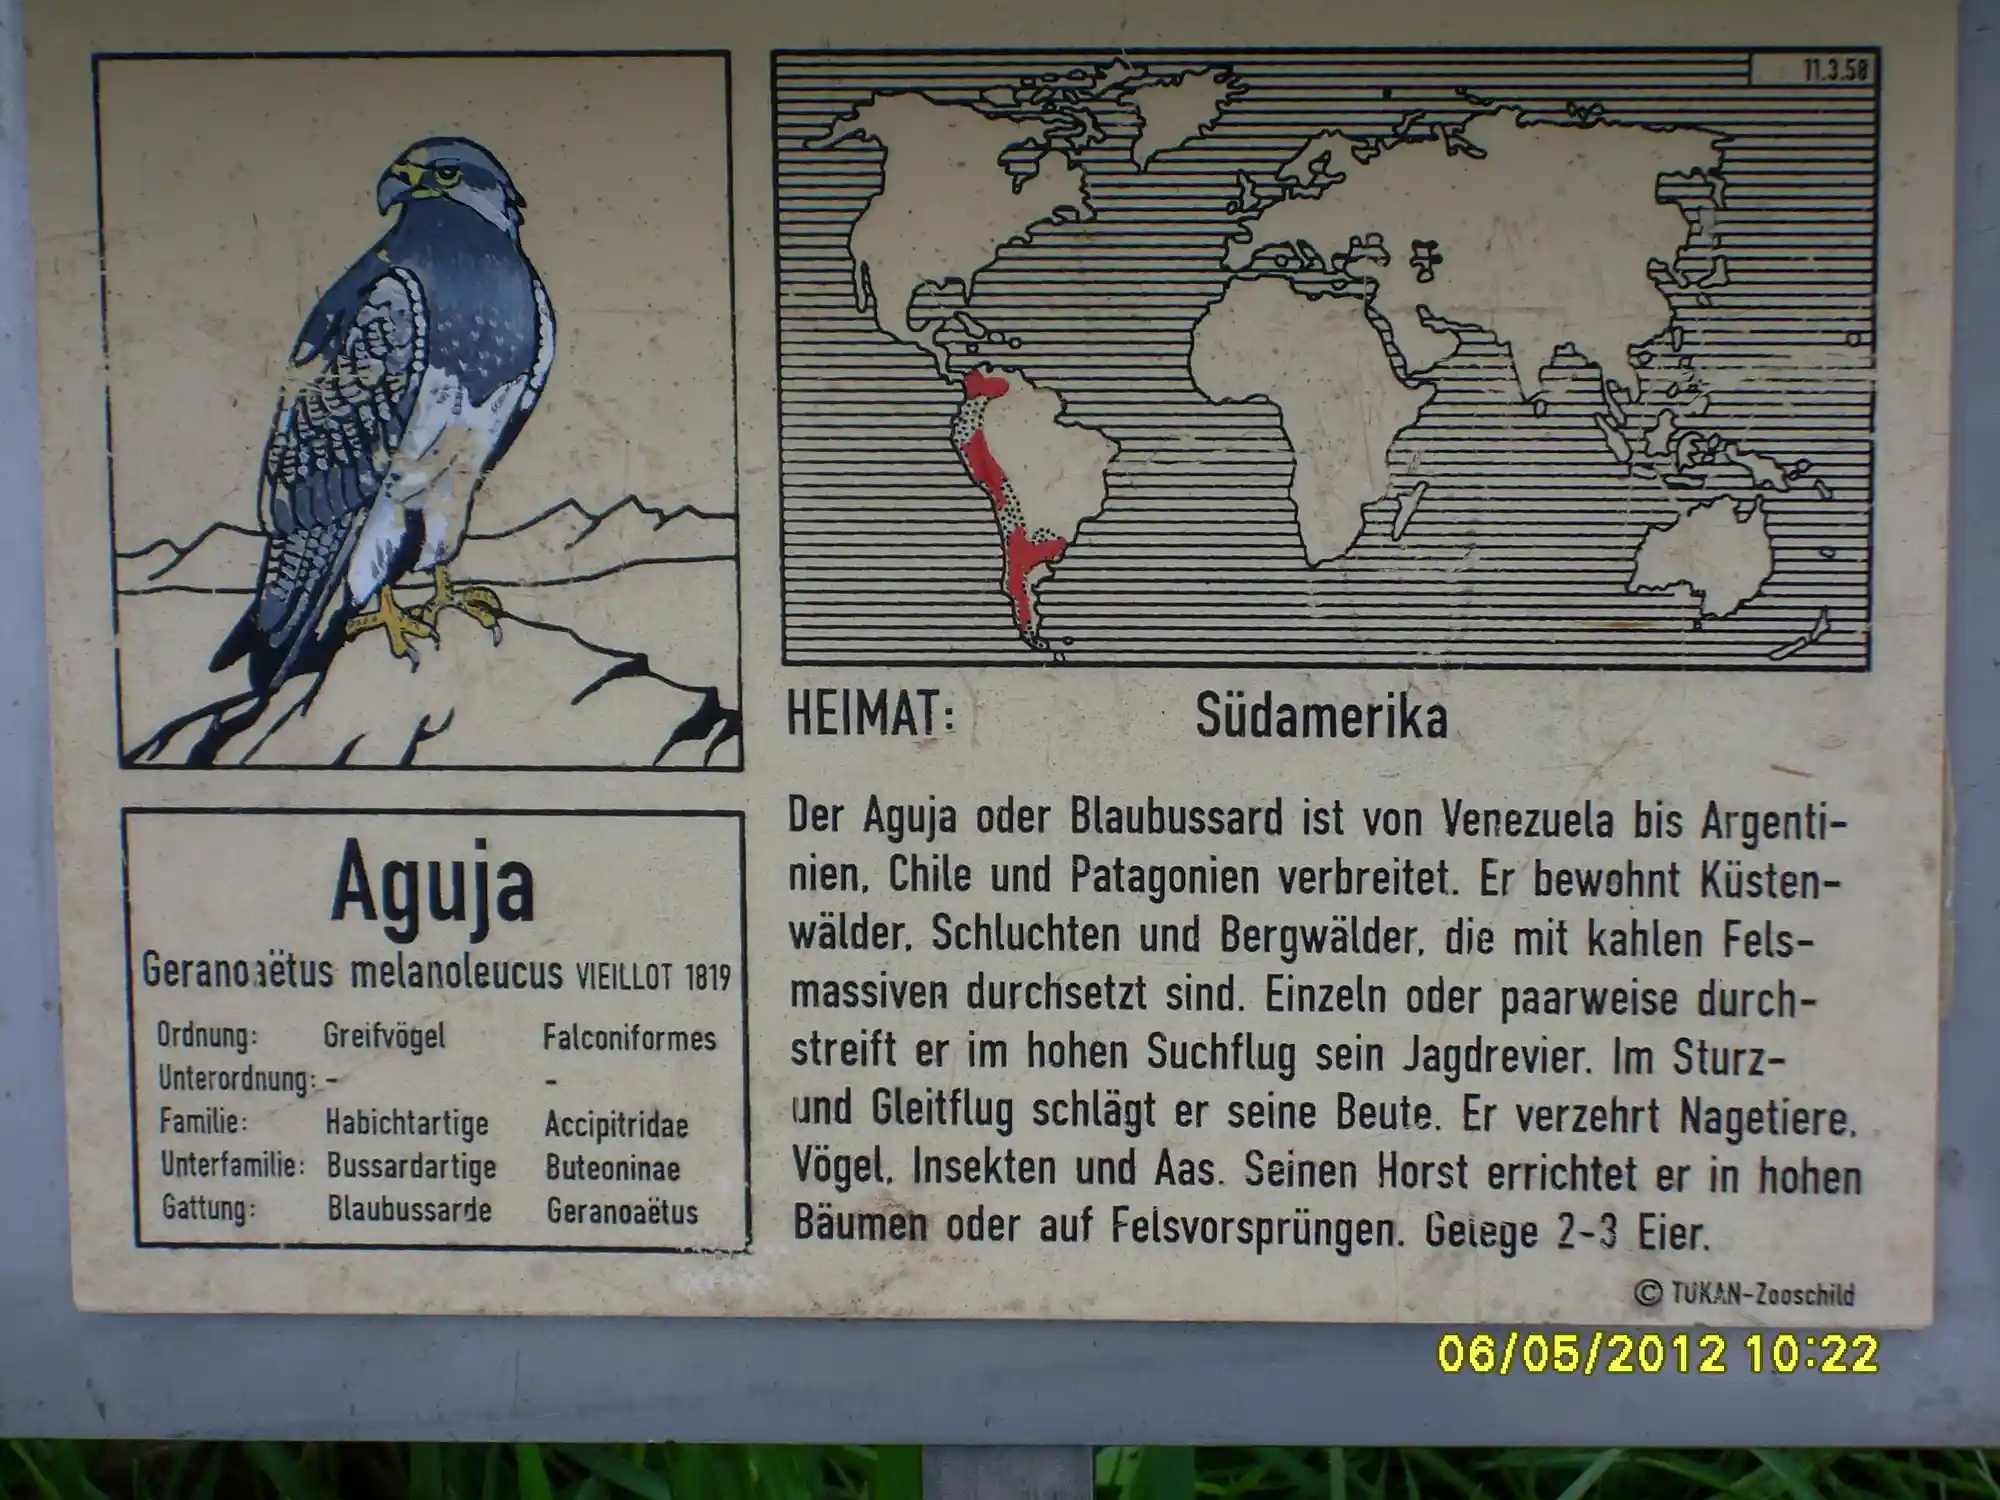 11.3.58
HEIMAT: Südamerika
Der Aguja oder Blaubussard ist von Venezuela bis Argenti-
nien, Chile und Patagonien verbreitet. Er bewohnt Küsten-
wälder, Schluchten und Bergwälder, die mit kahlen Fels-
massiven durchsetzt sind. Einzeln oder paarweise durch-
streift er im hohen Suchflug sein Jagdrevier. Im Sturz-
und Gleitflug schlägt er seine Beute. Er verzehrt Nagetiere,
Vögel, Insekten und Aas. Seinen Horst errichtet er in hohen
Bäumen oder auf Felsvorsprüngen. Gelege 2-3 Eier.
© TUKAN-Zooschild
Aguja
Geranoaëtus melanoleucus VIEILLOT 1819
Ordnung: Greifvögel Falconiformes
Unterordnung: - -
Familie: Habichtartige Accipitridae
Unterfamilie: Bussardartige Buteoninae
Gattung: Blaubussarde Geranoaëtus
06/05/2012 10:22